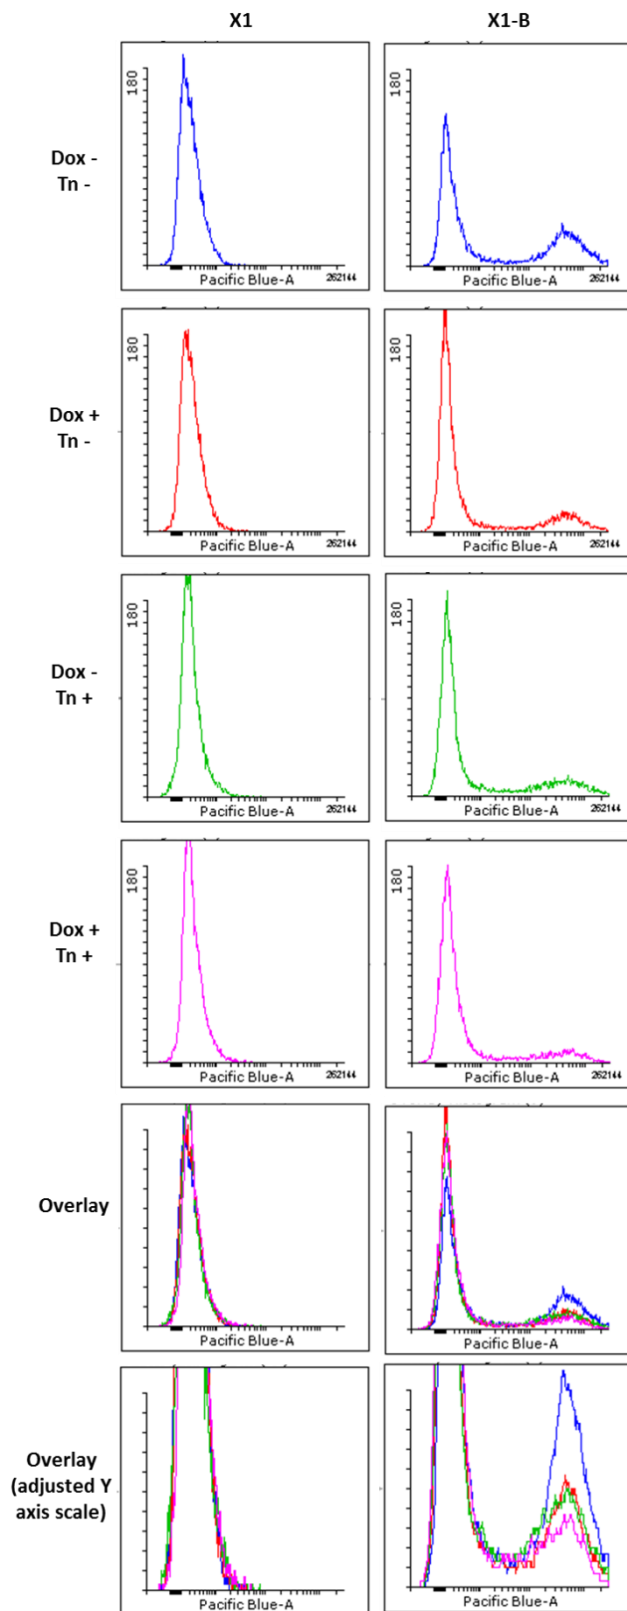 X1 X1-B
Dox -
Tn -
180
Pacific Blue-A
262144
180
Pacific Blue-A
262144
Dox +
Tn -
180
Pacific Blue-A
262144
180
Pacific Blue-A
262144
Dox -
Tn +
180
Pacific Blue-A
262144
180
Pacific Blue-A
262144
Dox +
Tn +
180
Pacific Blue-A
262144
180
Pacific Blue-A
262144
Overlay
Pacific Blue-A
Pacific Blue-A
Overlay
(adjusted Y
axis scale)
Pacific Blue-A
Pacific Blue-A